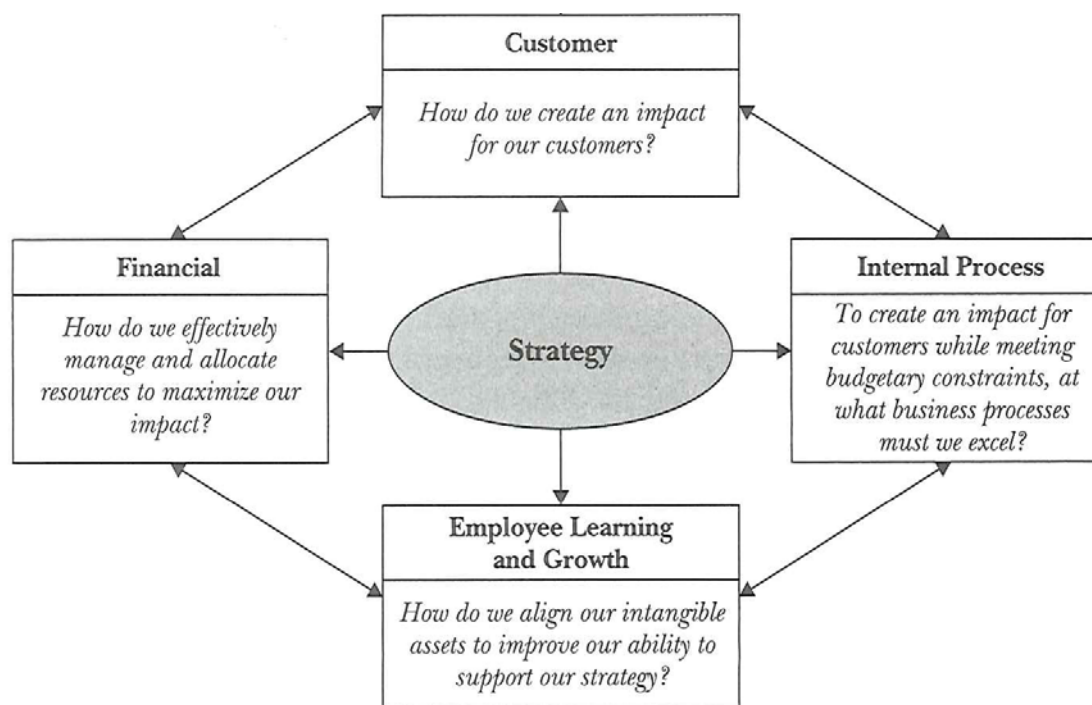 Customer
How do we create an impact
for our customers?
Financial
How do we effectively
manage and allocate
resources to maximize our
impact?
Strategy
Internal Process
To create an impact for
customers while meeting
budgetary constraints, at
what business processes
must we excel?
Employee Learning
and Growth
How do we align our intangible
assets to improve our ability to
support our strategy?